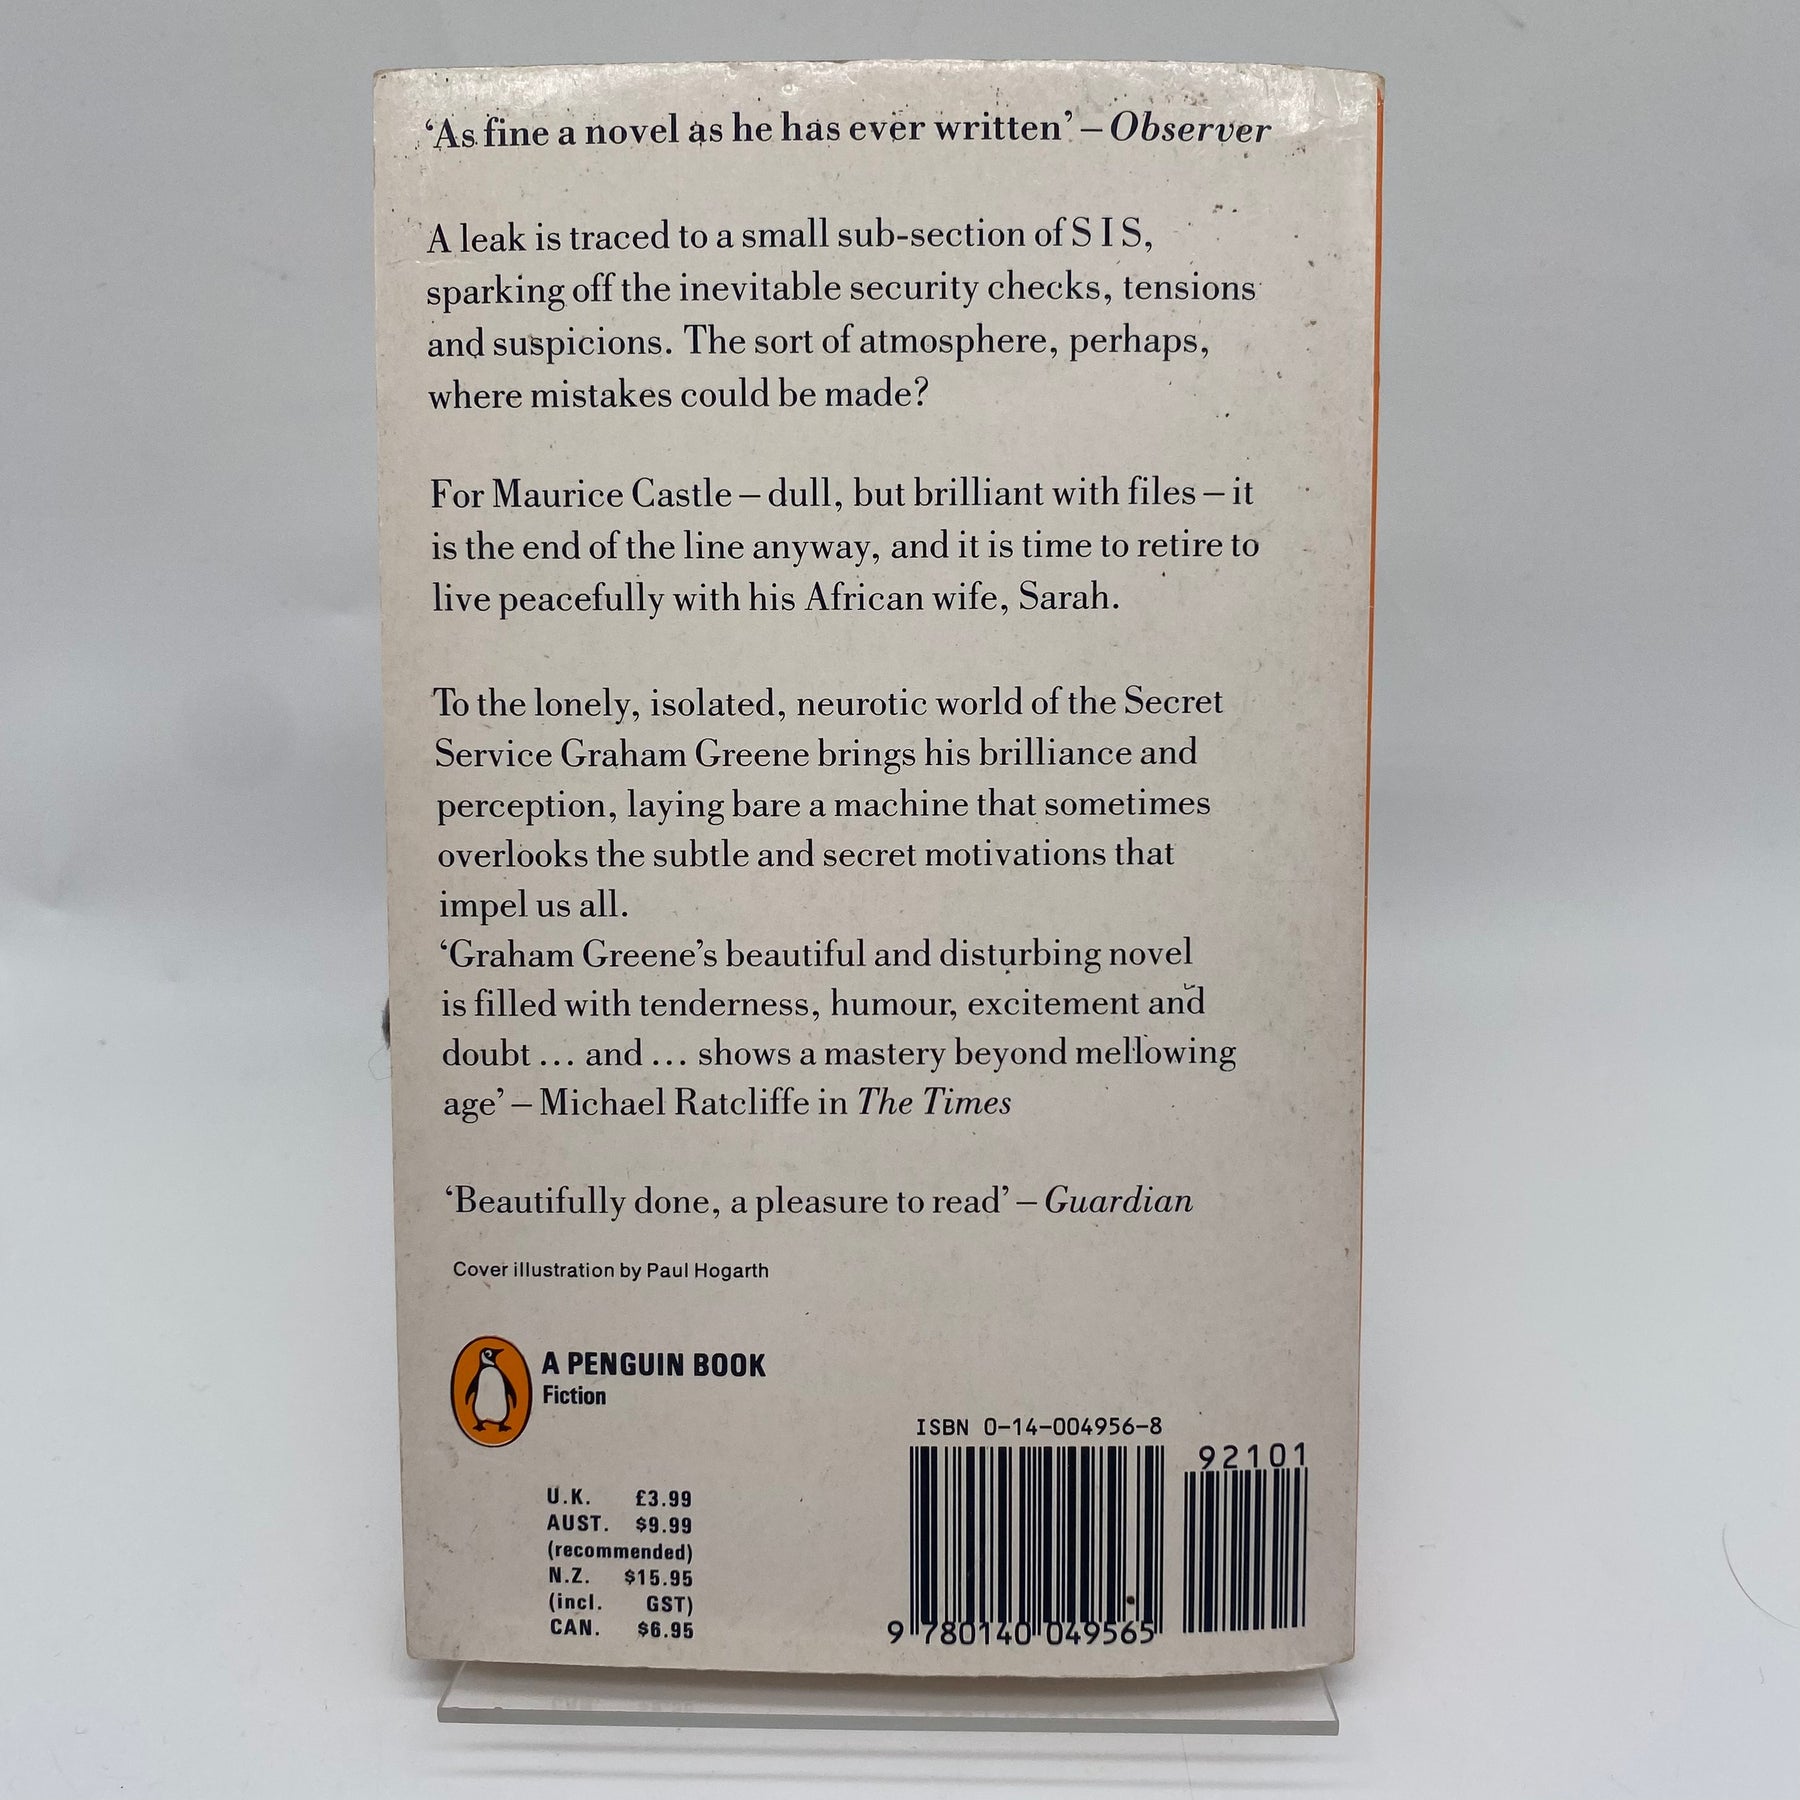 ‘As fine a novel as he has ever written’ – Observer
A leak is traced to a small sub-section of S I S,
sparking off the inevitable security checks, tensions
and suspicions. The sort of atmosphere, perhaps,
where mistakes could be made?
For Maurice Castle – dull, but brilliant with files – it
is the end of the line anyway, and it is time to retire to
live peacefully with his African wife, Sarah.
To the lonely, isolated, neurotic world of the Secret
Service Graham Greene brings his brilliance and
perception, laying bare a machine that sometimes
overlooks the subtle and secret motivations that
impel us all.
‘Graham Greene’s beautiful and disturbing novel
is filled with tenderness, humour, excitement and
doubt ... and ... shows a mastery beyond mellowing
age’ – Michael Ratcliffe in The Times
‘Beautifully done, a pleasure to read’ – Guardian
Cover illustration by Paul Hogarth
A PENGUIN BOOK
Fiction
U.K. £3.99
AUST. $9.99
(recommended)
N.Z. $15.95
(incl. GST)
CAN. $6.95
ISBN 0-14-004956-8
92101
9 780140 049565